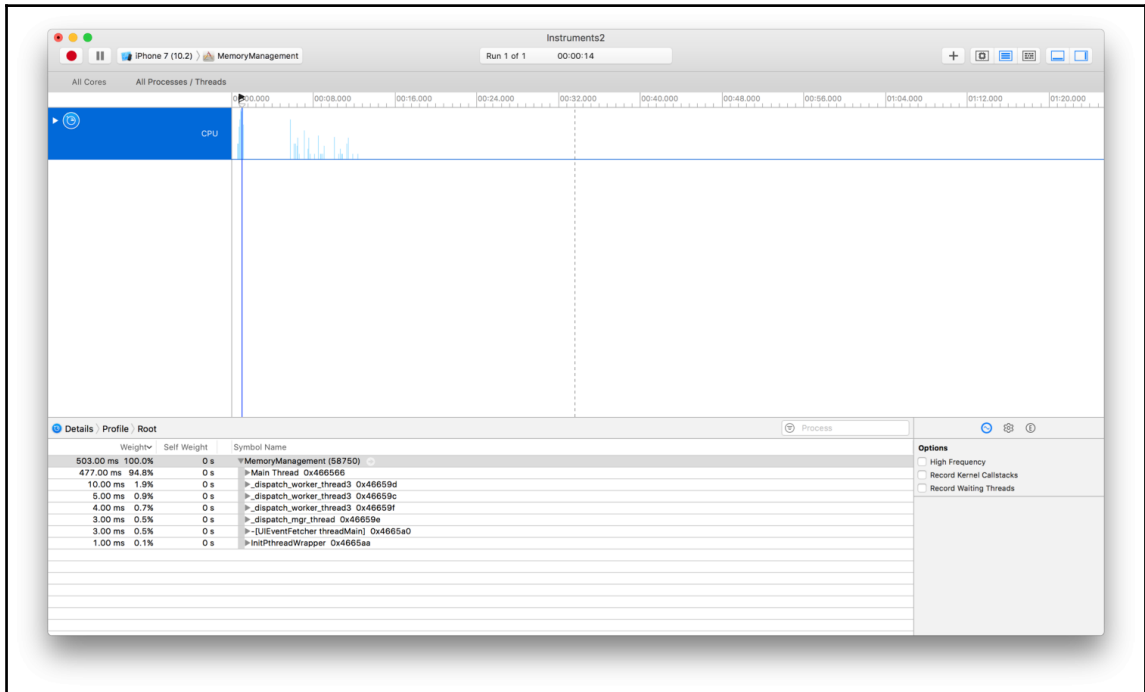 Instruments2
iPhone 7 (10.2) MemoryManagement Run 1 of 1 00:00:14
All Cores All Processes / Threads
00:00.000 00:08.000 00:16.000 00:24.000 00:32.000 00:40.000 00:48.000 00:56.000 01:04.000 01:12.000 01:20.000
CPU
Details Profile Root Process
Weight Self Weight Symbol Name
503.00 ms 100.0% 0 s MemoryManagement (58750)
477.00 ms 94.8% 0 s Main Thread 0x466566
10.00 ms 1.9% 0 s _dispatch_worker_thread3 0x46659d
5.00 ms 0.9% 0 s _dispatch_worker_thread3 0x46659c
4.00 ms 0.7% 0 s _dispatch_worker_thread3 0x46659f
3.00 ms 0.5% 0 s _dispatch_mgr_thread 0x46659e
3.00 ms 0.5% 0 s -[UIEventFetcher threadMain] 0x4665a0
1.00 ms 0.1% 0 s InitPthreadWrapper 0x4665aa
E
Options
High Frequency
Record Kernel Callstacks
Record Waiting Threads